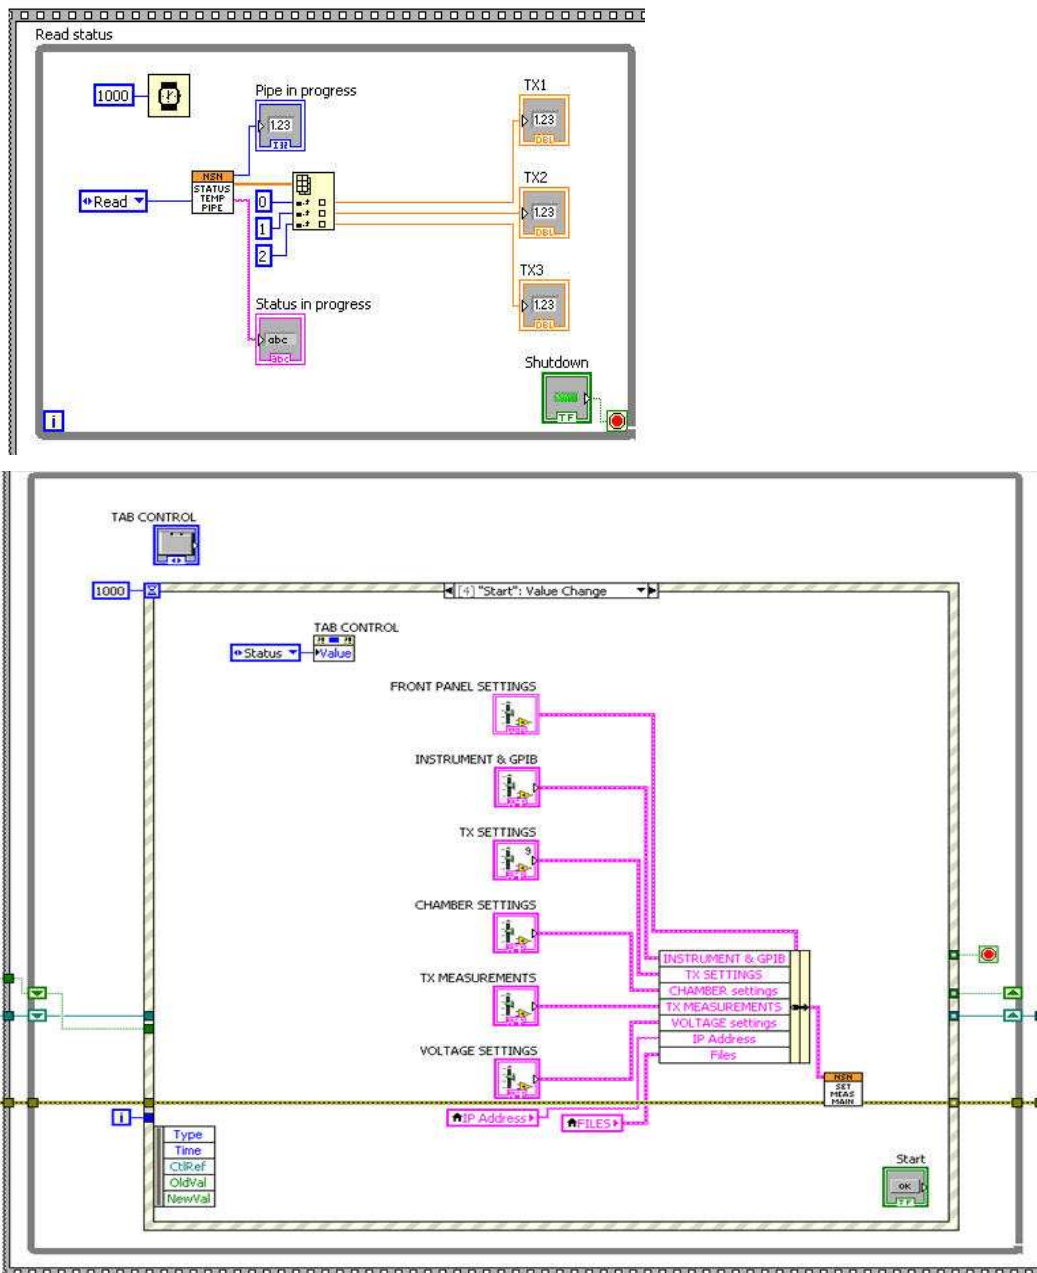 Read status
1000
Pipe in progress
1.23
TX1
1.23
DBL
NSN
STATUS
TEMP
PIPE
Read
0
1
2
TX2
1.23
DBL
TX3
1.23
DBL
Status in progress
abc
abc
Shutdown
TF
i
TAB CONTROL
1000
[4] "Start": Value Change
TAB CONTROL
Status
Value
FRONT PANEL SETTINGS
INSTRUMENT & GPIB
TX SETTINGS
9
CHAMBER SETTINGS
TX MEASUREMENTS
VOLTAGE SETTINGS
INSTRUMENT & GPIB
TX SETTINGS
CHAMBER settings
TX MEASUREMENTS
VOLTAGE settings
IP Address
Files
NSN
SET
MEAS
MAIN
i
IP Address
FILES
Type
Time
CtlRef
OldVal
NewVal
Start
OK
TF